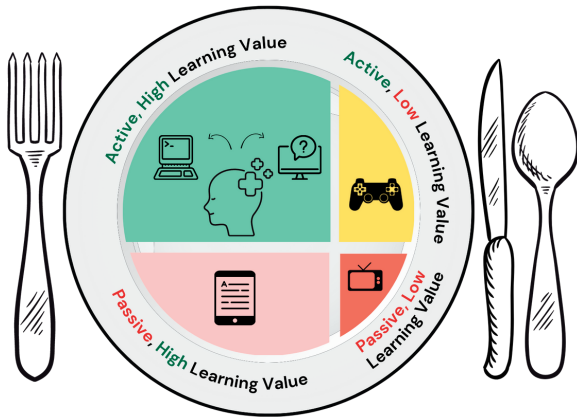 Active, High Learning Value
Active, Low Learning Value
>_
?
A
Passive, High Learning Value
Passive, Low
Learning Value